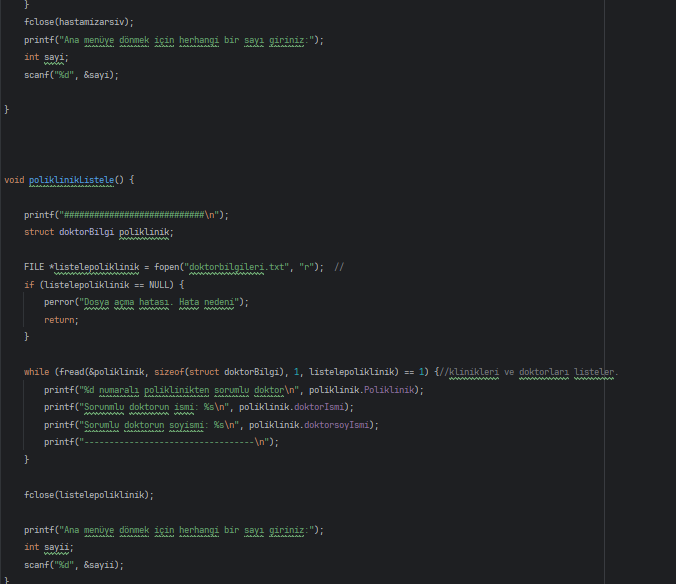 }
fclose(hastamizarsiv);
printf("Ana menüye dönmek için herhangi bir sayı giriniz:");
int sayi;
scanf("%d", &sayi);
}
void poliklinikListele() {
printf("############################\n");
struct doktorBilgi poliklinik;
FILE *listelepoliklinik = fopen("doktorbilgileri.txt", "r");  //
if (listelepoliklinik == NULL) {
perror("Dosya açma hatası. Hata nedeni");
return;
}
while (fread(&poliklinik, sizeof(struct doktorBilgi), 1, listelepoliklinik) == 1) {//klinikleri ve doktorları listeler.
printf("%d numaralı poliklinikten sorumlu doktor\n", poliklinik.Poliklinik);
printf("Sorunmlu doktorun ismi: %s\n", poliklinik.doktorIsmi);
printf("Sorumlu doktorun soyismi: %s\n", poliklinik.doktorsoyIsmi);
printf("----------------------------------\n");
}
fclose(listelepoliklinik);
printf("Ana menüye dönmek için herhangi bir sayı giriniz:");
int sayii;
scanf("%d", &sayii);
}